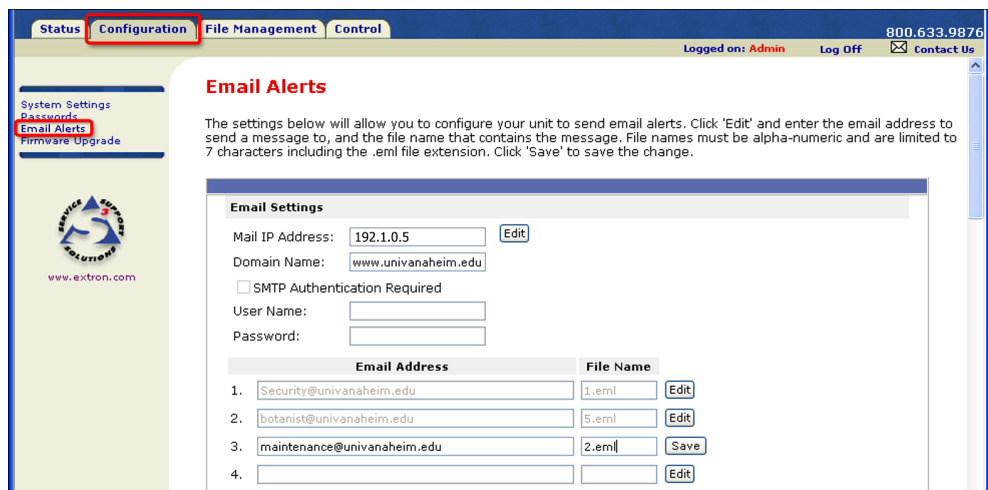 Status Configuration File Management Control
800.633.9876
Logged on: Admin Log Off Contact Us
System Settings
Passwords
Email Alerts
Firmware Upgrade
SERVICE SUPPORT SOLUTIONS
S3
www.extron.com
Email Alerts
The settings below will allow you to configure your unit to send email alerts. Click 'Edit' and enter the email address to
send a message to, and the file name that contains the message. File names must be alpha-numeric and are limited to
7 characters including the .eml file extension. Click 'Save' to save the change.
Email Settings
Mail IP Address: 192.1.0.5 Edit
Domain Name: www.univanaheim.edu
SMTP Authentication Required
User Name:
Password:
Email Address File Name
1. Security@univanaheim.edu 1.eml Edit
2. botanist@univanaheim.edu 5.eml Edit
3. maintenance@univanaheim.edu 2.eml Save
4. Edit